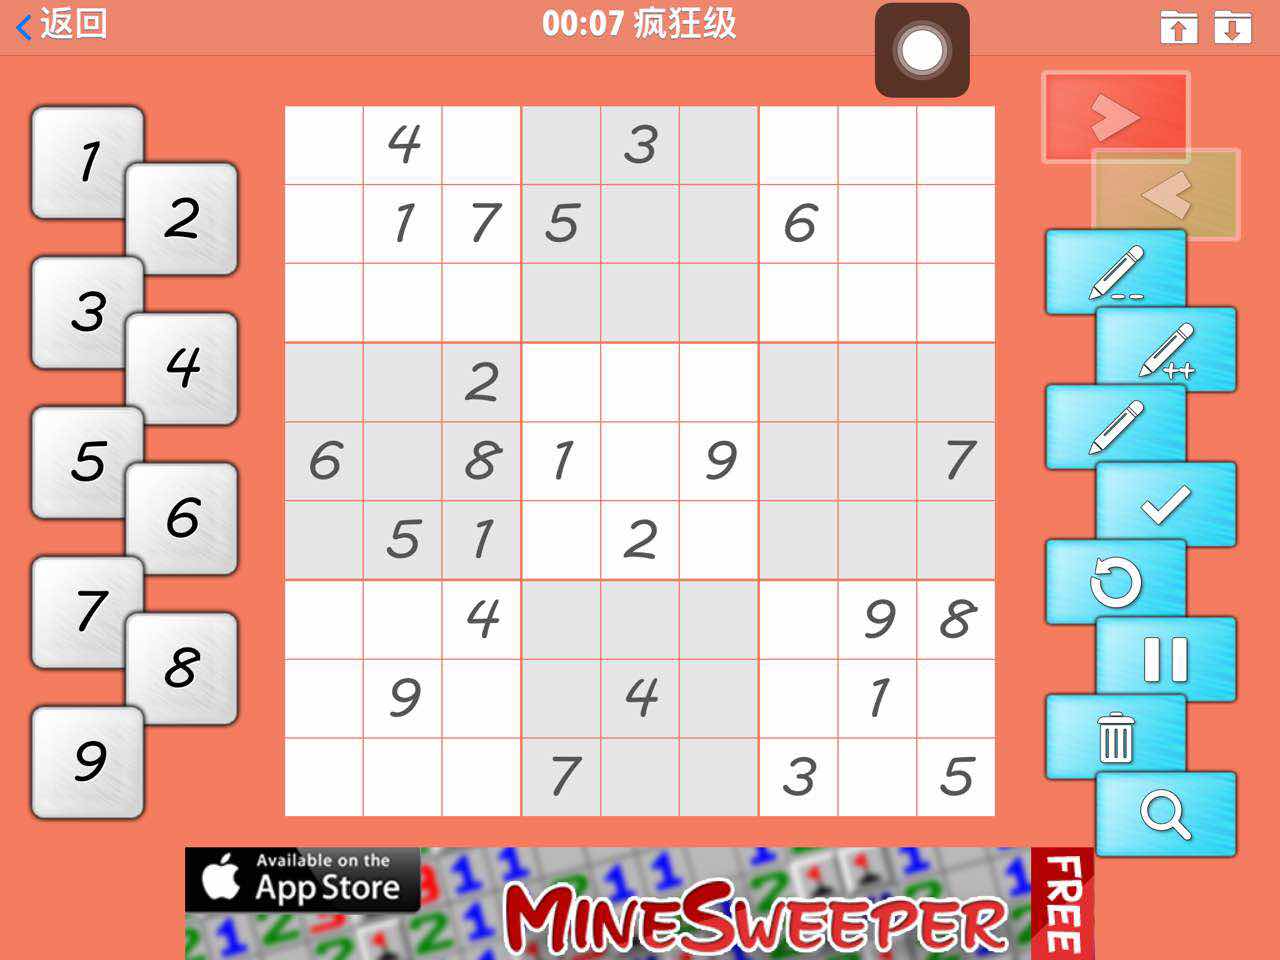 返回
00:07 疯狂级
1
2
3
4
5
6
7
8
9
4 3
1 7 5 6
2
6 8 1 9 7
5 1 2
4 9 8
9 4 1
7 3 5
Available on the
App Store
MINESWEEPER
FREE